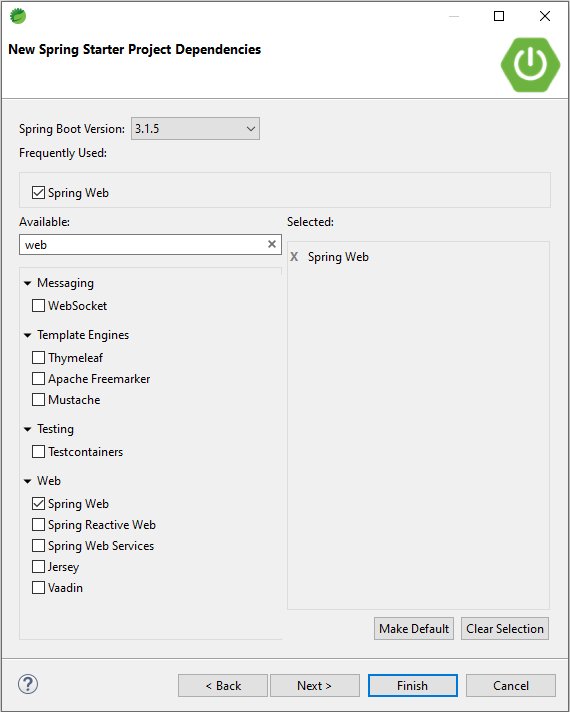 New Spring Starter Project Dependencies
Spring Boot Version: 3.1.5
Frequently Used:
Spring Web
Available:
Selected:
web
X Spring Web
Messaging
WebSocket
Template Engines
Thymeleaf
Apache Freemarker
Mustache
Testing
Testcontainers
Web
Spring Web
Spring Reactive Web
Spring Web Services
Jersey
Vaadin
Make Default
Clear Selection
?
< Back
Next >
Finish
Cancel